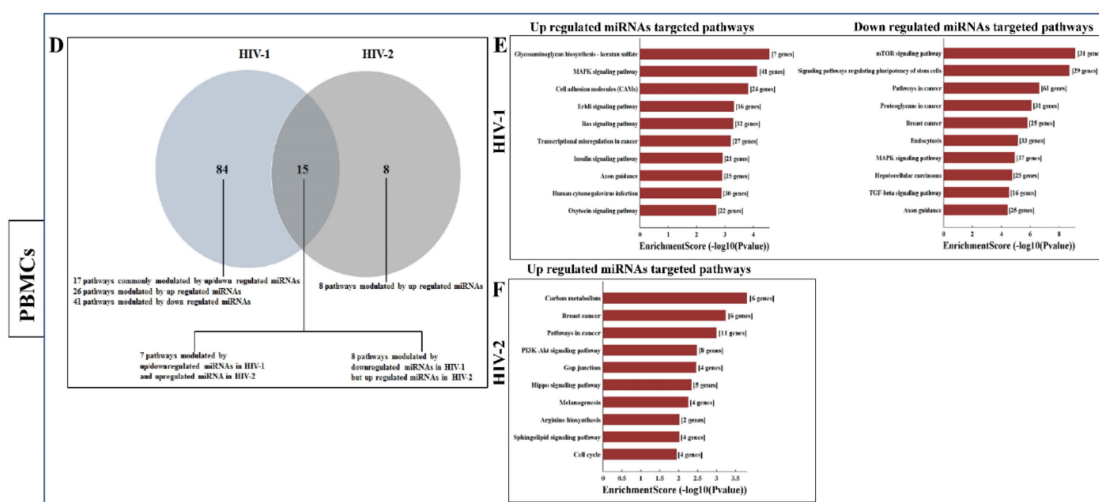 PBMCs
D
HIV-1
HIV-2
84
15
8
17 pathways commonly modulated by up/down regulated miRNAs
26 pathways modulated by up regulated miRNAs
41 pathways modulated by down regulated miRNAs
8 pathways modulated by up regulated miRNAs
7 pathways modulated by
up/downregulated miRNAs in HIV-1
and upregulated miRNA in HIV-2
8 pathways modulated by
downregulated miRNAs in HIV-1
but up regulated miRNAs in HIV-2
E
HIV-1
Up regulated miRNAs targeted pathways
Glycosaminoglycan biosynthesis - keratan sulfate [7 genes]
MAPK signaling pathway [41 genes]
Cell adhesion molecules (CAMs) [24 genes]
ErbB signaling pathway [16 genes]
Ras signaling pathway [32 genes]
Transcriptional misregulation in cancer [27 genes]
Insulin signaling pathway [21 genes]
Axon guidance [25 genes]
Human cytomegalovirus infection [30 genes]
Oxytocin signaling pathway [22 genes]
0 1 2 3 4
EnrichmentScore (-log10(Pvalue))
Down regulated miRNAs targeted pathways
mTOR signaling pathway [31 genes]
Signaling pathways regulating pluripotency of stem cells [29 genes]
Pathways in cancer [61 genes]
Proteoglycans in cancer [31 genes]
Breast cancer [25 genes]
Endocytosis [33 genes]
MAPK signaling pathway [37 genes]
Hepatocellular carcinoma [25 genes]
TGF-beta signaling pathway [16 genes]
Axon guidance [25 genes]
0 2 4 6 8
EnrichmentScore (-log10(Pvalue))
F
HIV-2
Up regulated miRNAs targeted pathways
Carbon metabolism [6 genes]
Breast cancer [6 genes]
Pathways in cancer [11 genes]
PI3K-Akt signaling pathway [8 genes]
Gap junction [4 genes]
Hippo signaling pathway [5 genes]
Melanogenesis [4 genes]
Arginine biosynthesis [2 genes]
Sphingolipid signaling pathway [4 genes]
Cell cycle [4 genes]
0 0.5 1 1.5 2 2.5 3 3.5
EnrichmentScore (-log10(Pvalue))